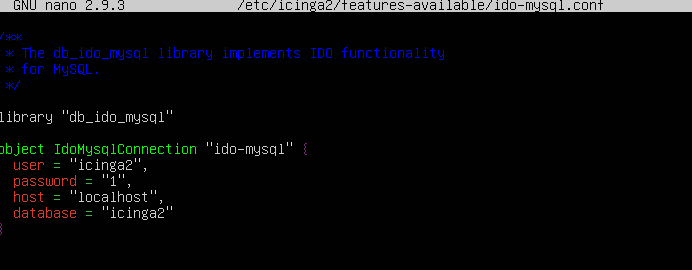 GNU nano 2.9.3 /etc/icinga2/features-available/ido-mysql.conf
/**
* The db_ido_mysql library implements IDO functionality
* for MySQL.
*/
library "db_ido_mysql"
object IdoMysqlConnection "ido-mysql" {
user = "icinga2",
password = "1",
host = "localhost",
database = "icinga2"
}